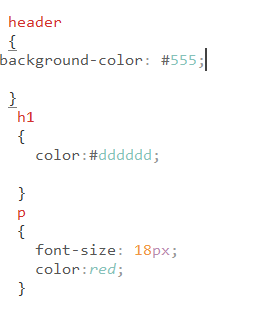 header
{
background-color: #555;
}
h1
{
color:#dddddd;
}
p
{
font-size: 18px;
color:red;
}